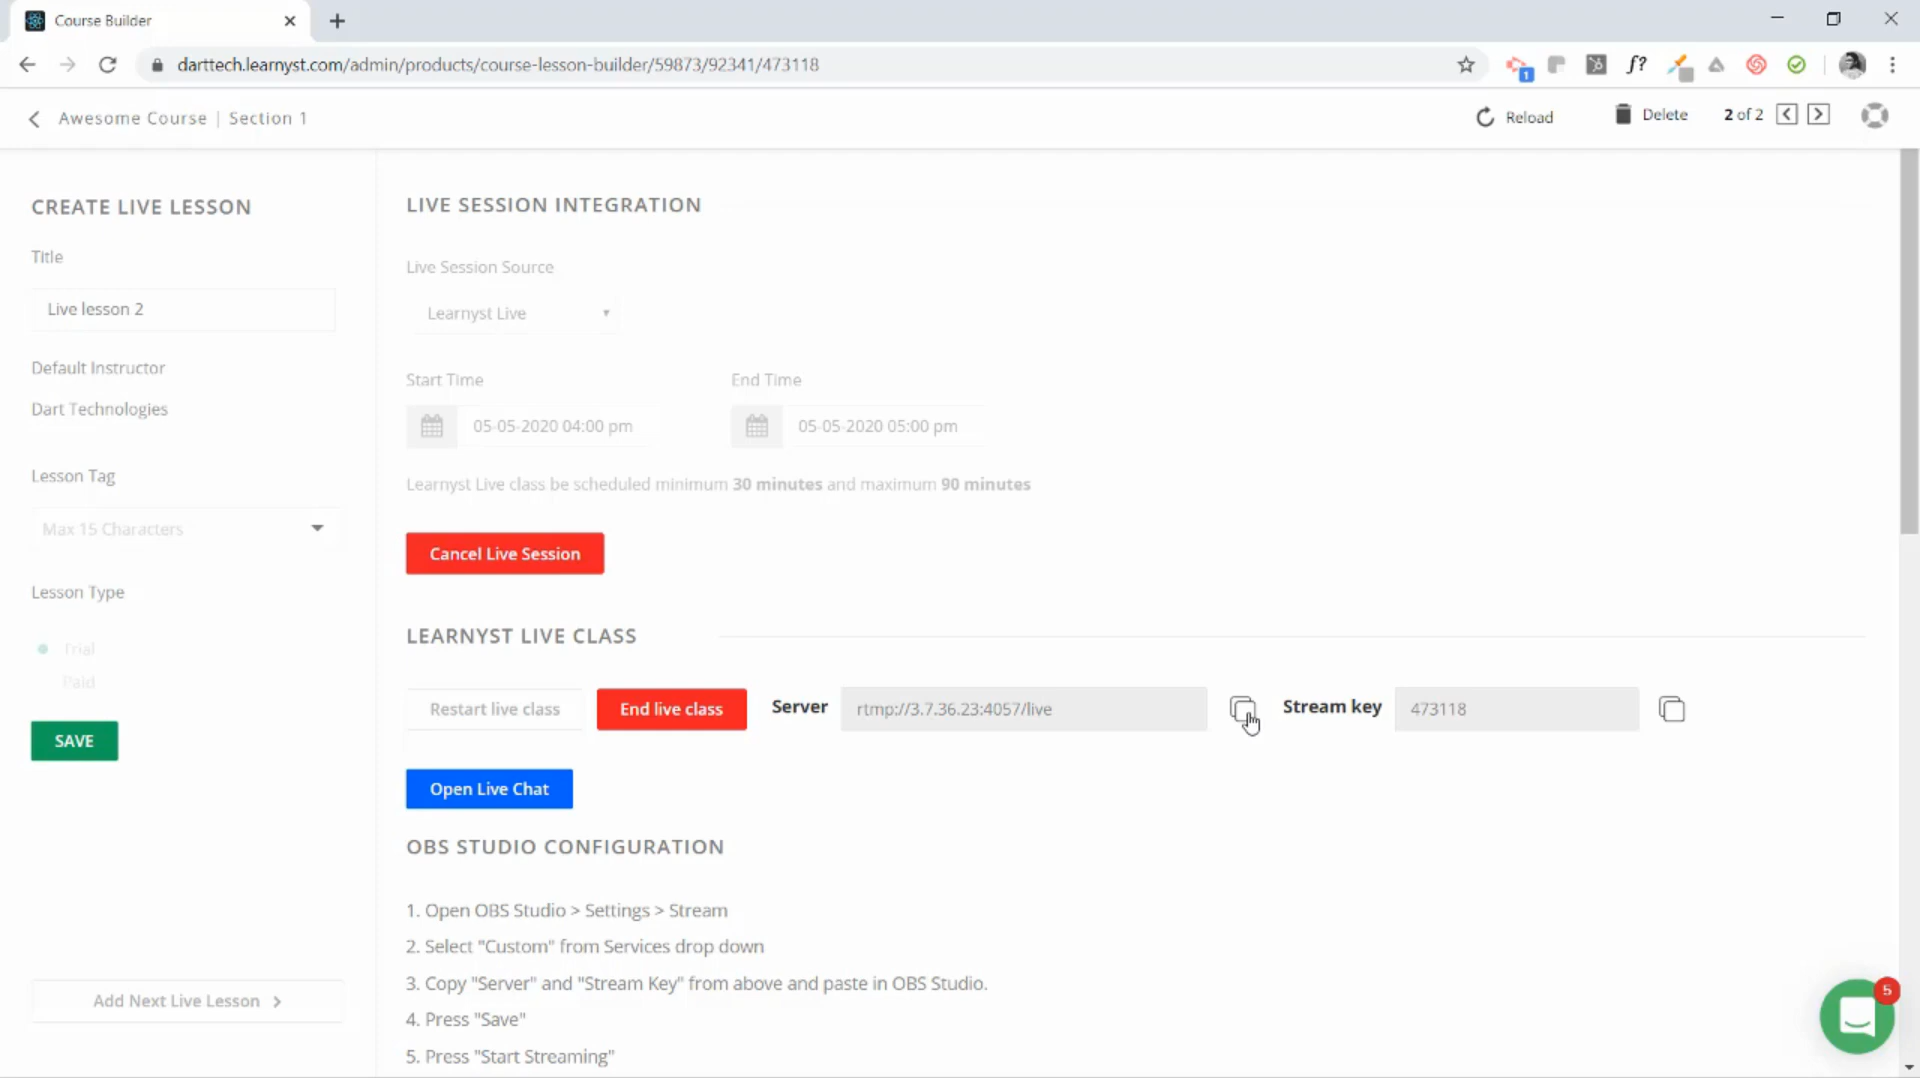 Course Builder
darttech.learnyst.com/admin/products/course-lesson-builder/59873/92341/473118
f?
1
Awesome Course | Section 1
Reload
Delete
2 of 2
CREATE LIVE LESSON
Title
Live lesson 2
Default Instructor
Dart Technologies
Lesson Tag
Max 15 Characters
Lesson Type
Trial
Paid
SAVE
Add Next Live Lesson
LIVE SESSION INTEGRATION
Live Session Source
Learnyst Live
Start Time
End Time
05-05-2020 04:00 pm
05-05-2020 05:00 pm
Learnyst Live class be scheduled minimum 30 minutes and maximum 90 minutes
Cancel Live Session
LEARNYST LIVE CLASS
Restart live class
End live class
Server
rtmp://3.7.36.23:4057/live
Stream key
473118
Open Live Chat
OBS STUDIO CONFIGURATION
1. Open OBS Studio > Settings > Stream
2. Select "Custom" from Services drop down
3. Copy "Server" and "Stream Key" from above and paste in OBS Studio.
4. Press "Save"
5. Press "Start Streaming"
5